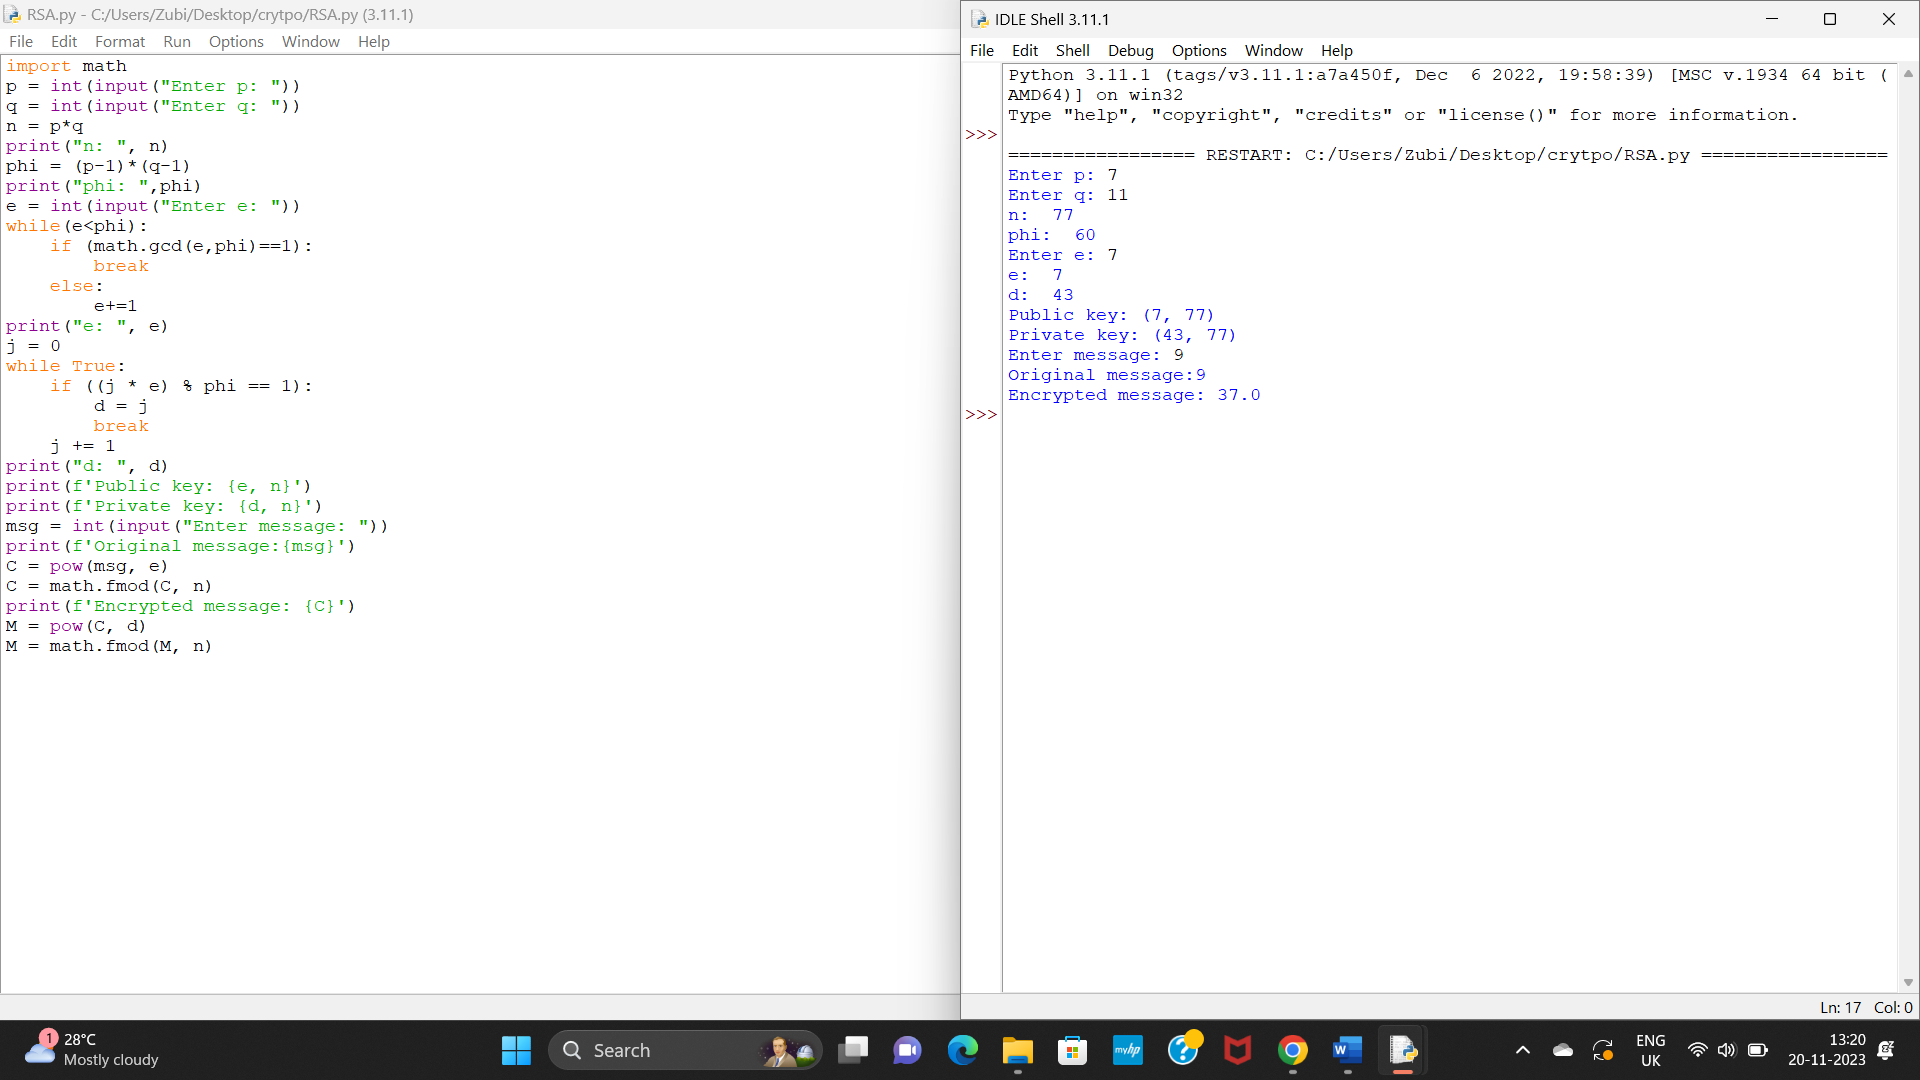 RSA.py - C:/Users/Zubi/Desktop/crytpo/RSA.py (3.11.1)
File Edit Format Run Options Window Help
import math
p = int(input("Enter p: "))
q = int(input("Enter q: "))
n = p*q
print("n: ", n)
phi = (p-1)*(q-1)
print("phi: ",phi)
e = int(input("Enter e: "))
while(e<phi):
    if (math.gcd(e,phi)==1):
        break
    else:
        e+=1
print("e: ", e)
j = 0
while True:
    if ((j * e) % phi == 1):
        d = j
        break
    j += 1
print("d: ", d)
print(f'Public key: {e, n}')
print(f'Private key: {d, n}')
msg = int(input("Enter message: "))
print(f'Original message:{msg}')
C = pow(msg, e)
C = math.fmod(C, n)
print(f'Encrypted message: {C}')
M = pow(C, d)
M = math.fmod(M, n)
IDLE Shell 3.11.1
File Edit Shell Debug Options Window Help
Python 3.11.1 (tags/v3.11.1:a7a450f, Dec  6 2022, 19:58:39) [MSC v.1934 64 bit (
AMD64)] on win32
Type "help", "copyright", "credits" or "license()" for more information.
>>>
================= RESTART: C:/Users/Zubi/Desktop/crytpo/RSA.py =================
Enter p: 7
Enter q: 11
n:  77
phi:  60
Enter e: 7
e:  7
d:  43
Public key: (7, 77)
Private key: (43, 77)
Enter message: 9
Original message:9
Encrypted message: 37.0
>>>
Ln: 17 Col: 0
1
28°C
Mostly cloudy
Search
myhp
?
W
ENG
UK
13:20
20-11-2023